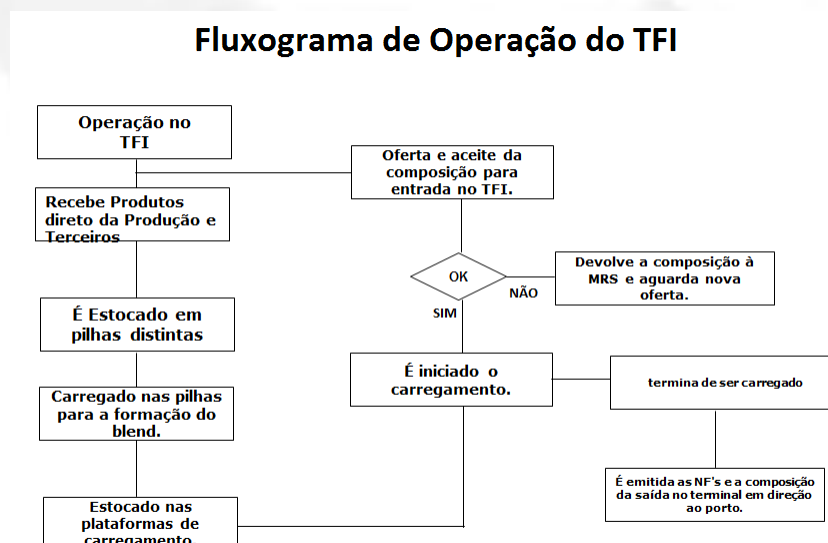 Fluxograma de Operação do TFI
Operação no
TFI
Recebe Produtos
direto da Produção e
Terceiros
É Estocado em
pilhas distintas
Carregado nas pilhas
para a formação do
blend.
Estocado nas
plataformas de
carregamento
Oferta e aceite da
composição para
entrada no TFI.
OK
NÃO
Devolve a composição à
MRS e aguarda nova
oferta.
SIM
É iniciado o
carregamento.
termina de ser carregado
É emitida as NF's e a composição
da saída no terminal em direção
ao porto.